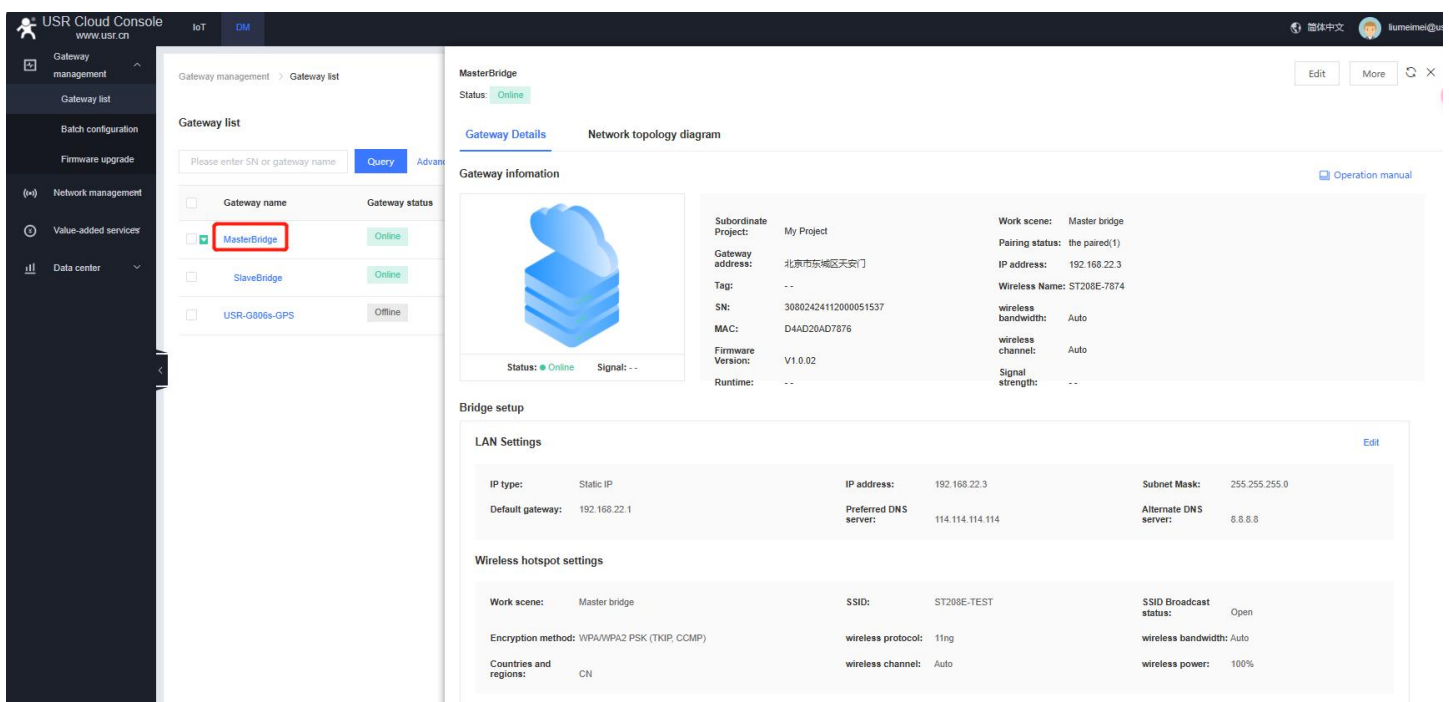 USR Cloud Console
www.usr.cn
IoT
DM
简体中文
liumeimei@us
Gateway
management
Gateway list
Batch configuration
Firmware upgrade
Network management
Value-added services
Data center
Gateway management > Gateway list
Gateway list
Please enter SN or gateway name
Query
Advan
Gateway name
Gateway status
MasterBridge
Online
SlaveBridge
Online
USR-G806s-GPS
Offline
MasterBridge
Status: Online
Edit
More
Gateway Details
Network topology diagram
Gateway infomation
Operation manual
Status: Online
Signal: - -
Subordinate
Project: My Project
Gateway
address: 北京市东城区天安门
Tag: - -
SN: 30802424112000051537
MAC: D4AD20AD7876
Firmware
Version: V1.0.02
Runtime: - -
Work scene: Master bridge
Pairing status: the paired(1)
IP address: 192.168.22.3
Wireless Name: ST208E-7874
wireless
bandwidth: Auto
wireless
channel: Auto
Signal
strength: - -
Bridge setup
LAN Settings
Edit
IP type: Static IP
IP address: 192.168.22.3
Subnet Mask: 255.255.255.0
Default gateway: 192.168.22.1
Preferred DNS
server: 114.114.114.114
Alternate DNS
server: 8.8.8.8
Wireless hotspot settings
Work scene: Master bridge
SSID: ST208E-TEST
SSID Broadcast
status: Open
Encryption method: WPA/WPA2 PSK (TKIP, CCMP)
wireless protocol: 11ng
wireless bandwidth: Auto
Countries and
regions: CN
wireless channel: Auto
wireless power: 100%